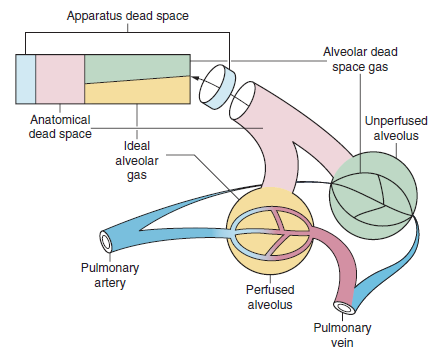 Apparatus dead space
Alveolar dead
space gas
Anatomical
dead space
Unperfused
alveolus
Ideal
alveolar
gas
Pulmonary
artery
Perfused
alveolus
Pulmonary
vein